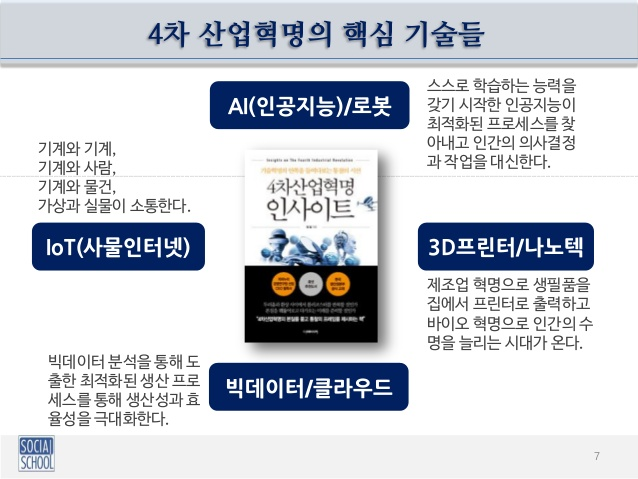 4차 산업혁명의 핵심 기술들
AI(인공지능)/로봇
스스로 학습하는 능력을
갖기 시작한 인공지능이
최적화된 프로세스를 찾
아내고 인간의 의사결정
과 작업을 대신한다.
기계와 기계,
기계와 사람,
기계와 물건,
가상과 실물이 소통한다.
IoT(사물인터넷)
Insights on The Fourth Industrial Revolution
4차산업혁명
인사이트
3D프린터/나노텍
제조업 혁명으로 생필품을
집에서 프린터로 출력하고
바이오 혁명으로 인간의 수
명을 늘리는 시대가 온다.
빅데이터 분석을 통해 도
출한 최적화된 생산 프로
세스를 통해 생산성과 효
율성을 극대화한다.
빅데이터/클라우드
SOCIAL
SCHOOL
7